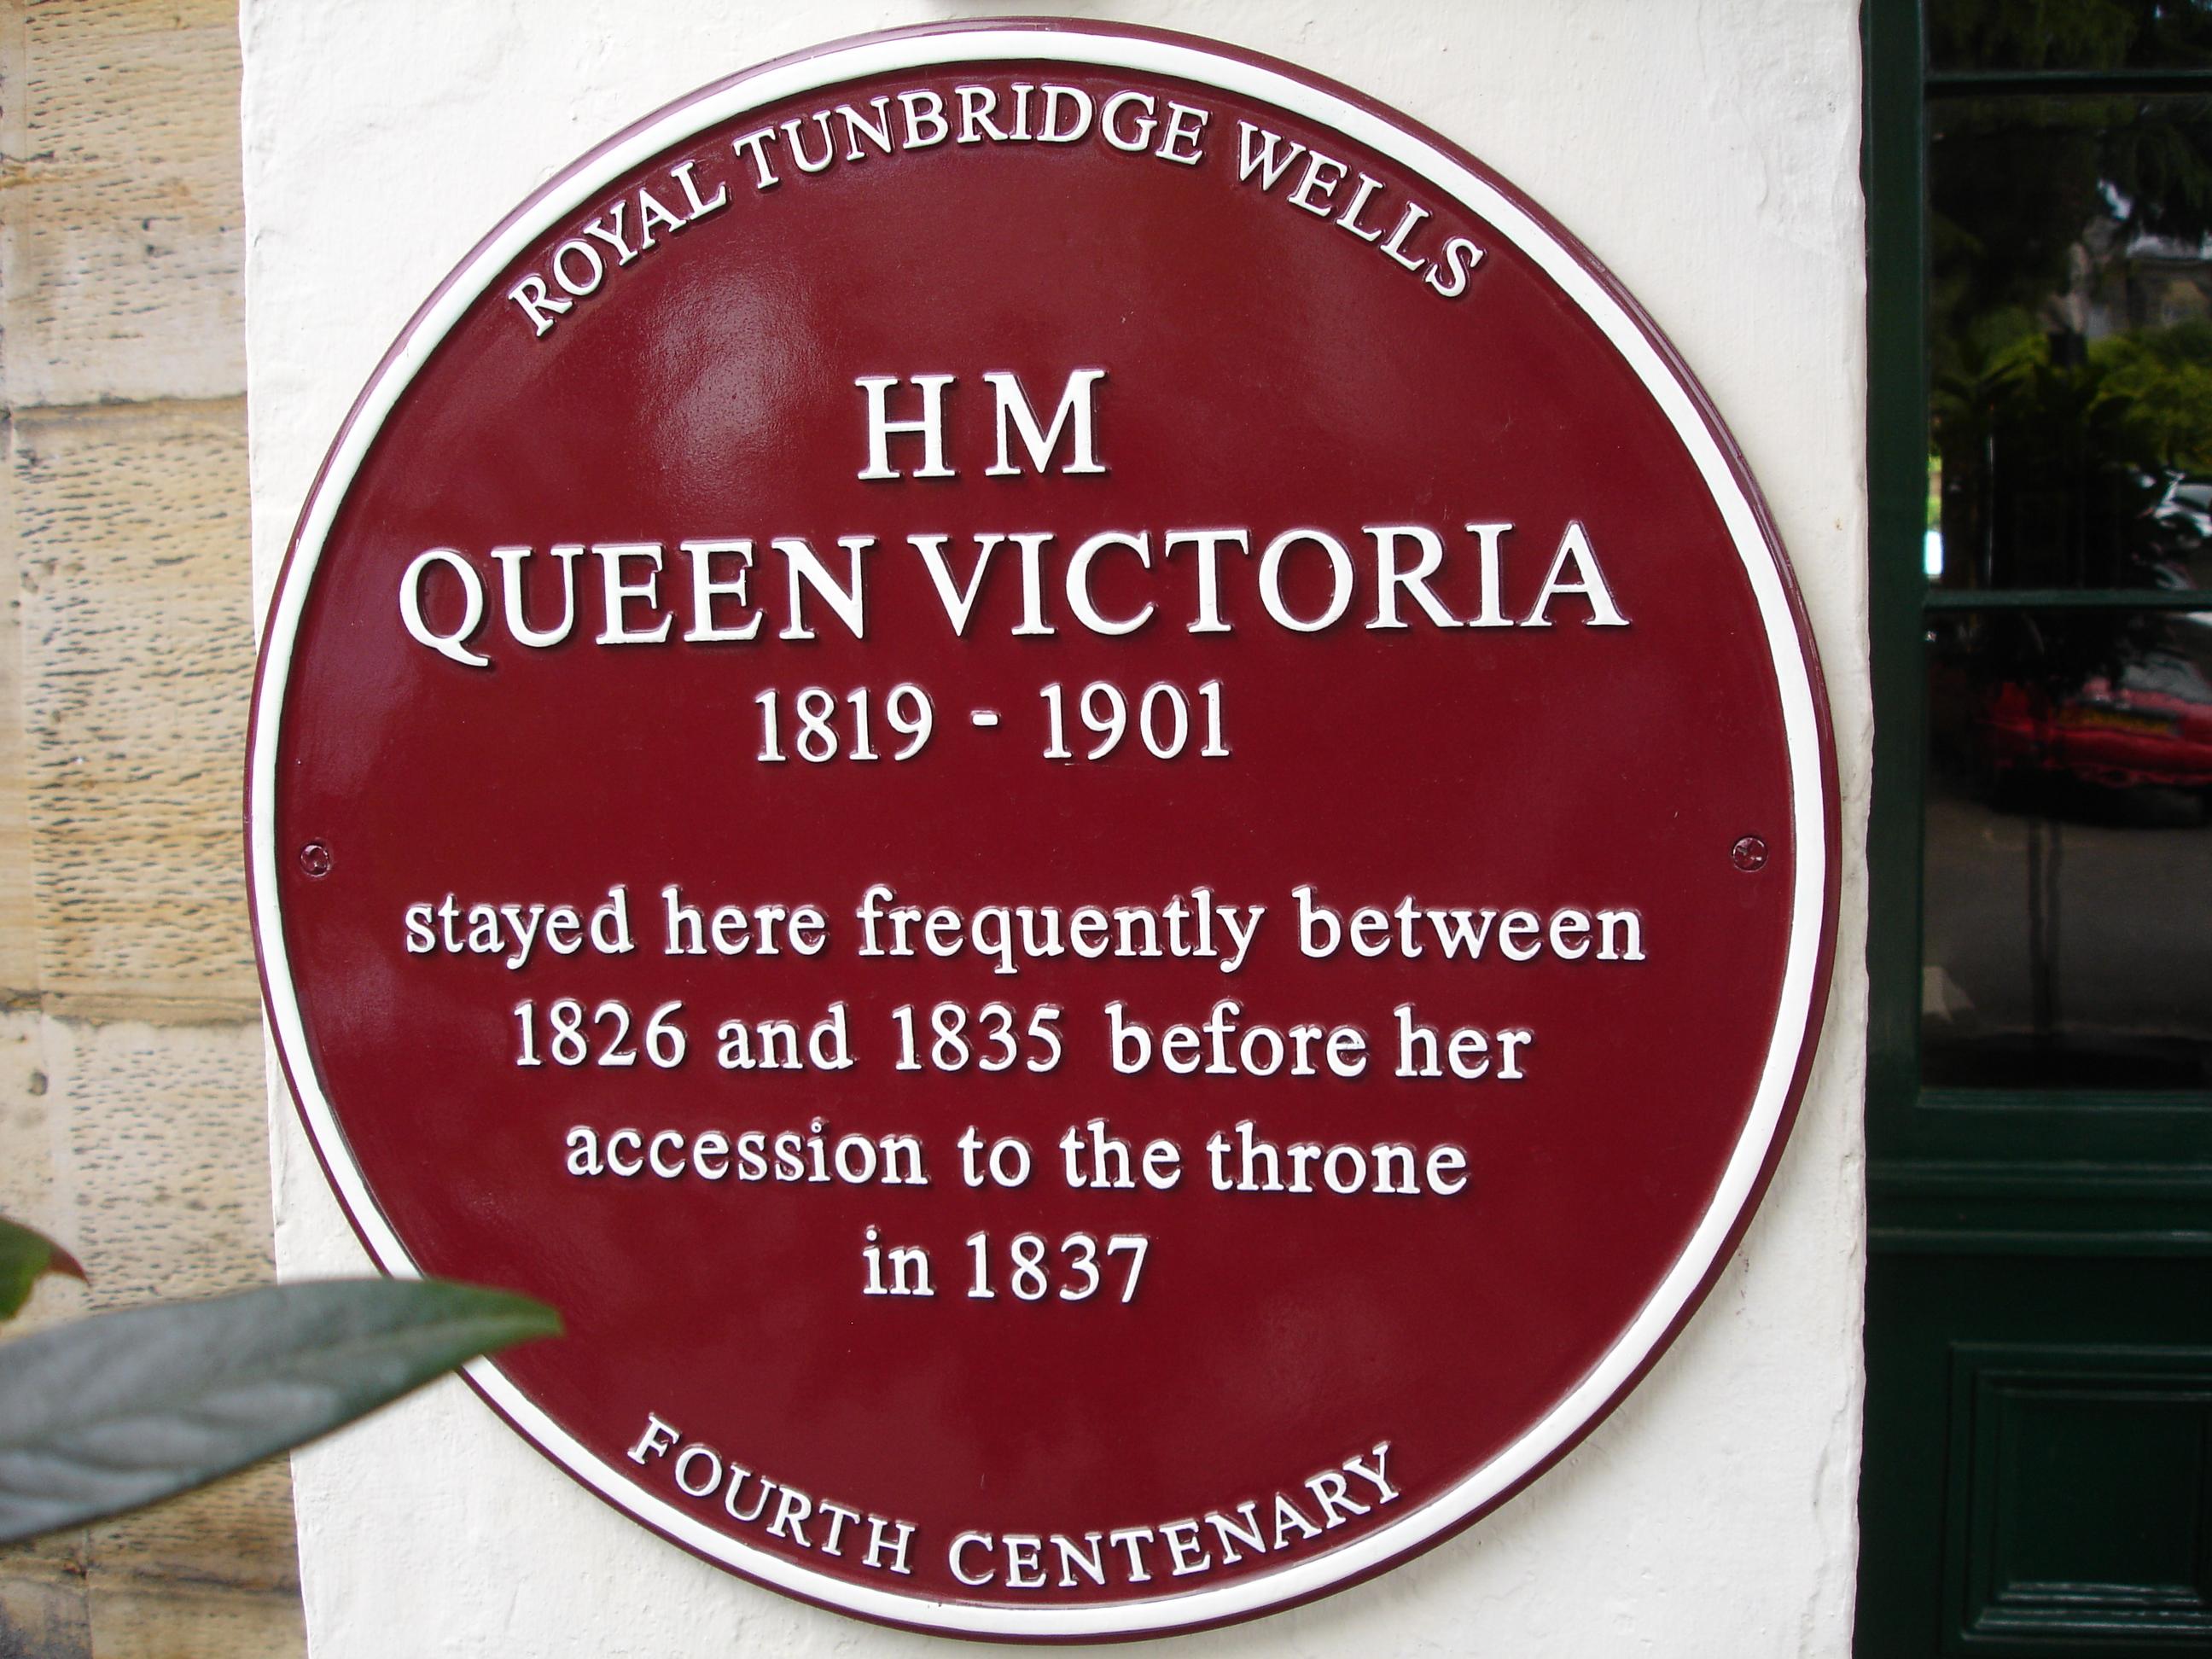 ROYAL TUNBRIDGE WELLS
HM
QUEEN VICTORIA
1819 - 1901
stayed here frequently between
1826 and 1835 before her
accession to the throne
in 1837
FOURTH CENTENARY